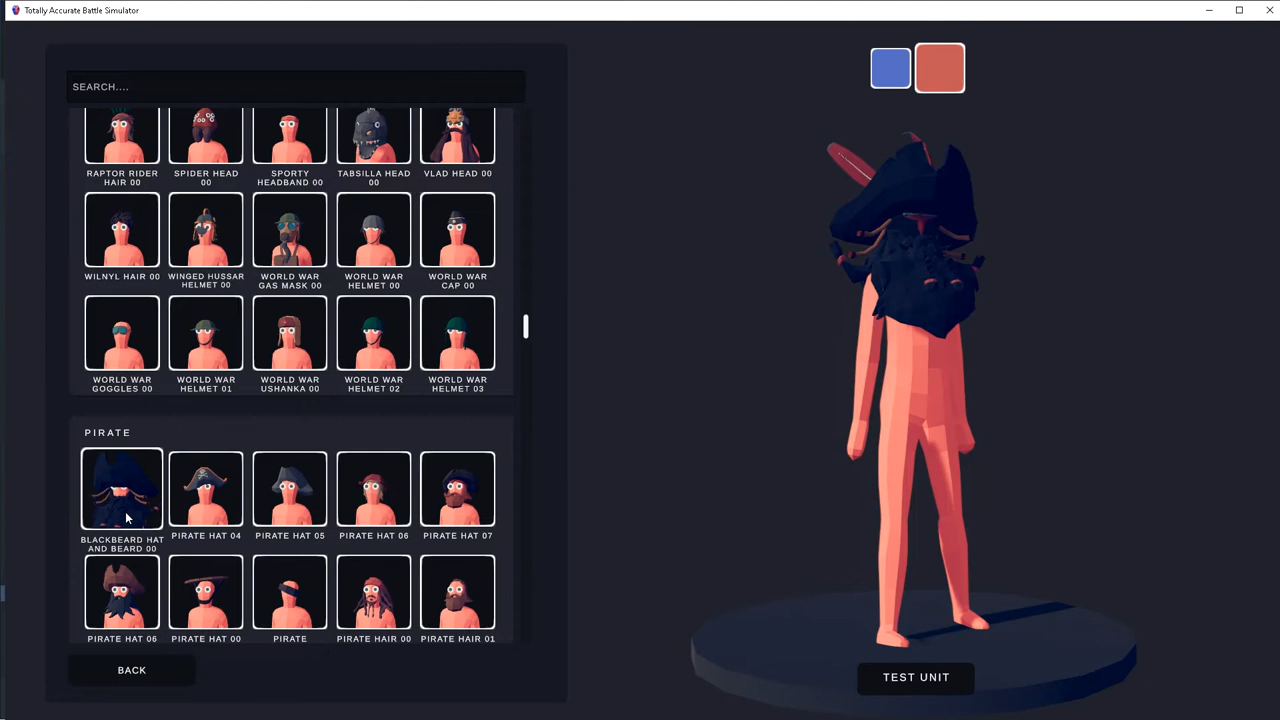 Totally Accurate Battle Simulator
SEARCH....
RAPTOR RIDER
HAIR 00
SPIDER HEAD
00
SPORTY
HEADBAND 00
TABSILLA HEAD
00
VLAD HEAD 00
WILNYL HAIR 00
WINGED HUSSAR
HELMET 00
WORLD WAR
GAS MASK 00
WORLD WAR
HELMET 00
WORLD WAR
CAP 00
WORLD WAR
GOGGLES 00
WORLD WAR
HELMET 01
WORLD WAR
USHANKA 00
WORLD WAR
HELMET 02
WORLD WAR
HELMET 03
PIRATE
BLACKBEARD HAT
AND BEARD 00
PIRATE HAT 04
PIRATE HAT 05
PIRATE HAT 06
PIRATE HAT 07
PIRATE HAT 06
PIRATE HAT 00
PIRATE
PIRATE HAIR 00
PIRATE HAIR 01
BACK
TEST UNIT